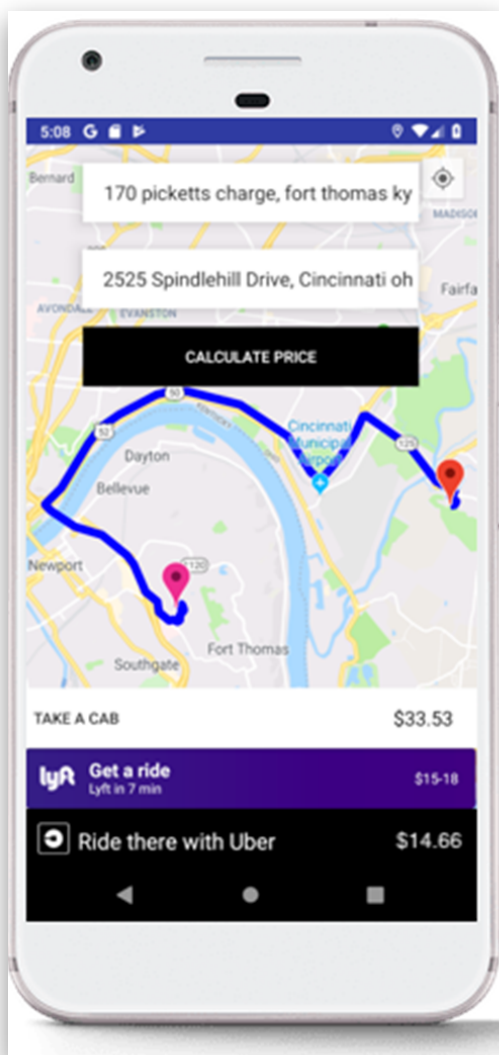 5:08
Bernard
170 picketts charge, fort thomas ky
MADISO
2525 Spindlehill Drive, Cincinnati oh
Fairfa
AVONDALE
EVANSTON
CALCULATE PRICE
50
KENTUCKY
OHIO
52
Cincinnati
Municipal
Airport
125
Dayton
Bellevue
Newport
120
Fort Thomas
Southgate
TAKE A CAB
$33.53
lyft
Get a ride
$15-18
Lyft in 7 min
Ride there with Uber
$14.66